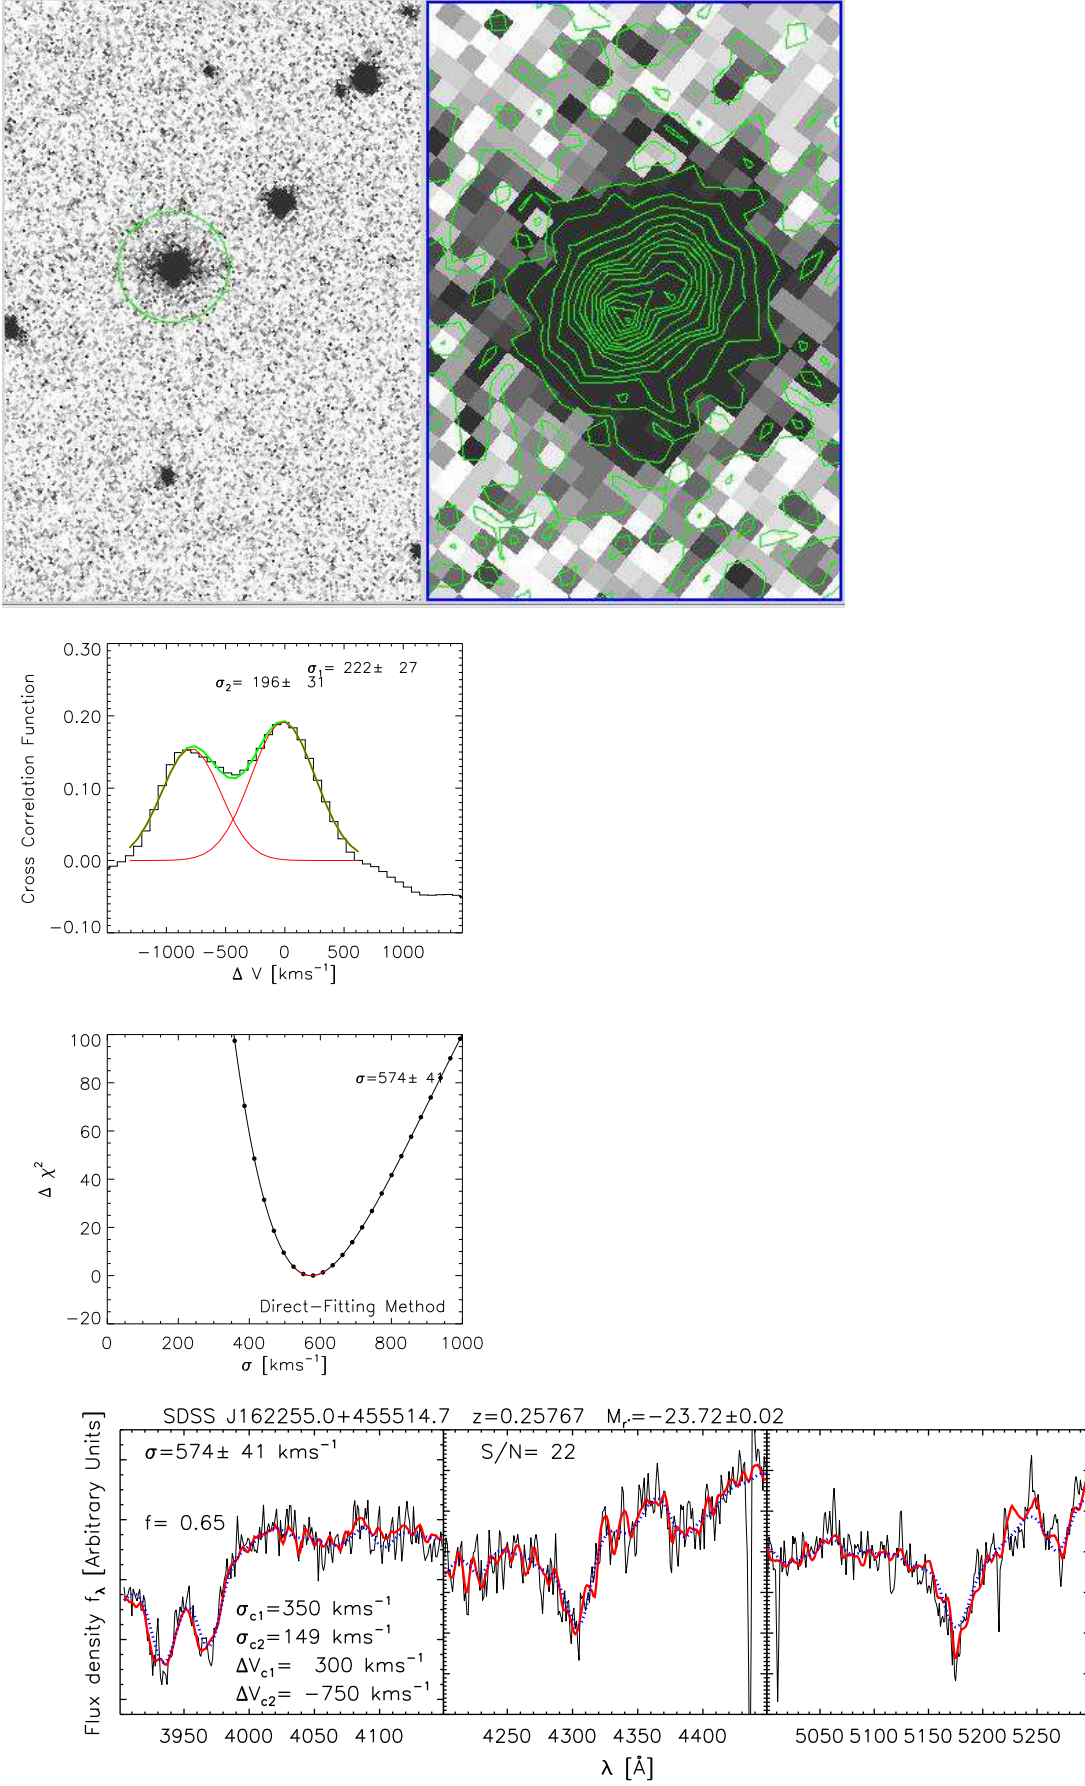 0.30
0.20
0.10
0.00
−0.10
Cross Correlation Function
σ1= 222± 27
σ2= 196± 31
−1000 −500 0 500 1000
Δ V [kms⁻¹]
100
80
60
40
20
0
−20
Δ χ²
σ=574± 41
Direct−Fitting Method
0 200 400 600 800 1000
σ [kms⁻¹]
SDSS J162255.0+455514.7 z=0.25767 Mr=−23.72±0.02
Flux density fλ [Arbitrary Units]
σ=574± 41 kms⁻¹ S/N= 22
f= 0.65
σc1=350 kms⁻¹
σc2=149 kms⁻¹
ΔVc1= 300 kms⁻¹
ΔVc2= −750 kms⁻¹
3950 4000 4050 4100 4250 4300 4350 4400 5050 5100 5150 5200 5250
λ [Å]